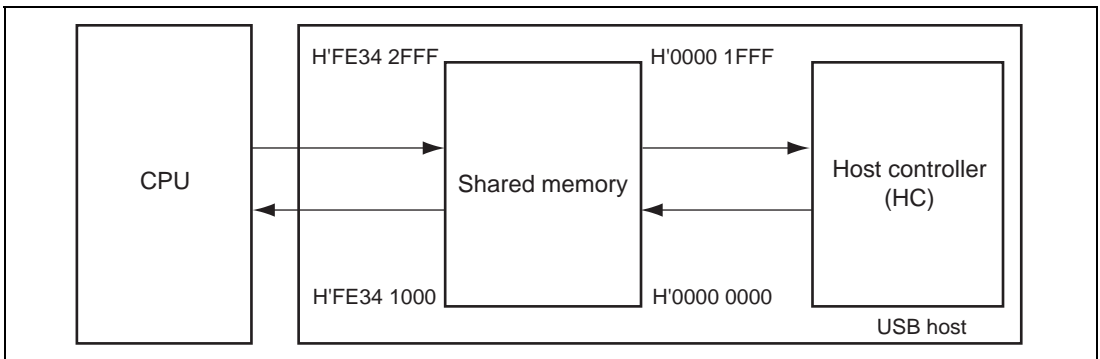 H'FE34 2FFF
H'0000 1FFF
CPU
Shared memory
Host controller
(HC)
H'FE34 1000
H'0000 0000
USB host